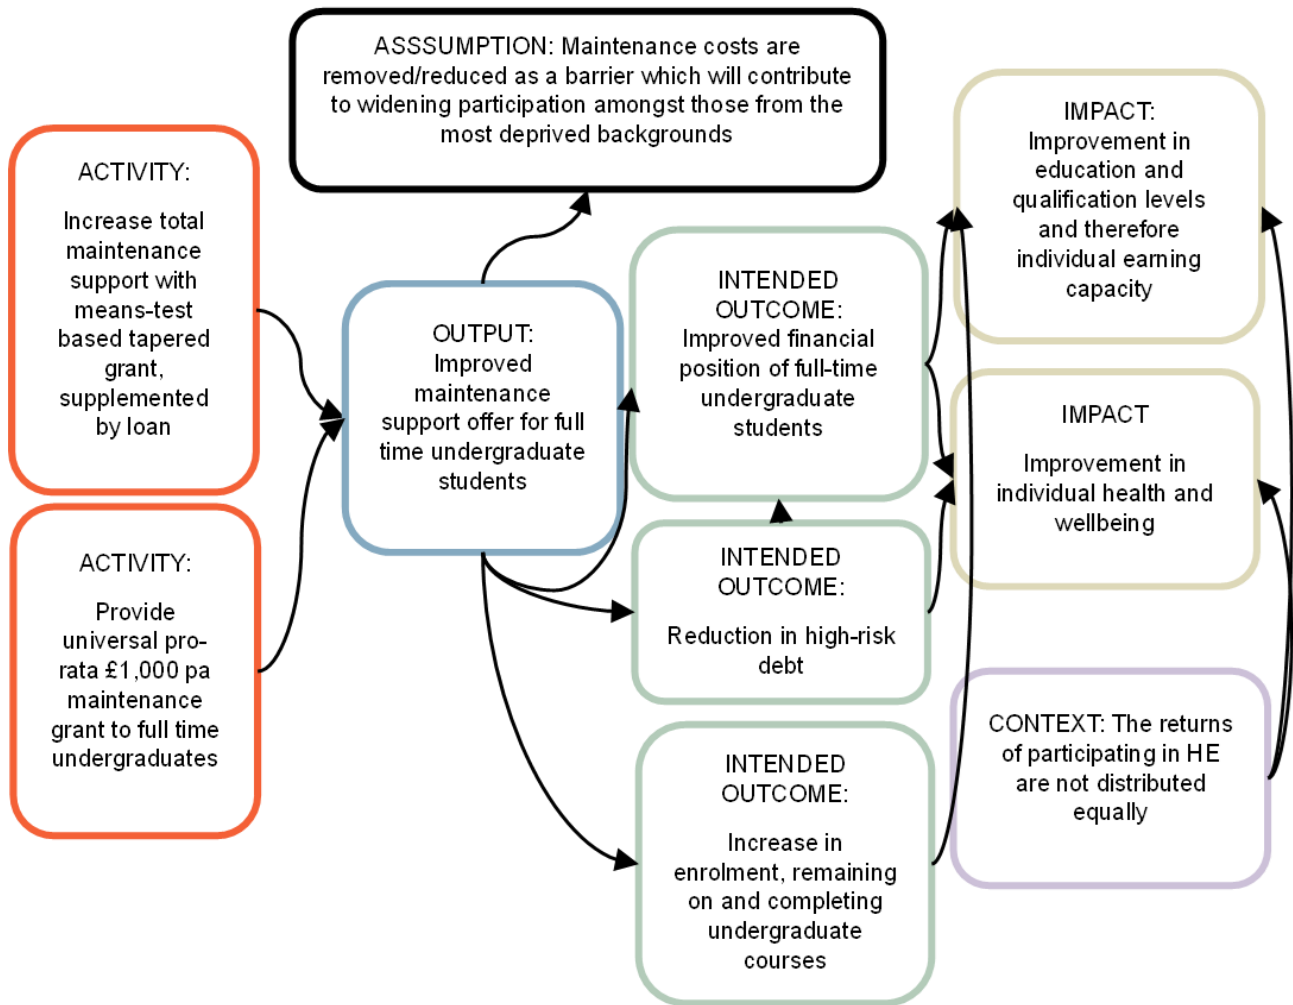 ASSSUMPTION: Maintenance costs are
removed/reduced as a barrier which will contribute
to widening participation amongst those from the
most deprived backgrounds
ACTIVITY:
Increase total
maintenance
support with
means-test
based tapered
grant,
supplemented
by loan
ACTIVITY:
Provide
universal pro-
rata £1,000 pa
maintenance
grant to full time
undergraduates
OUTPUT:
Improved
maintenance
support offer for full
time undergraduate
students
INTENDED
OUTCOME:
Improved financial
position of full-time
undergraduate
students
INTENDED
OUTCOME:
Reduction in high-risk
debt
INTENDED
OUTCOME:
Increase in
enrolment, remaining
on and completing
undergraduate
courses
IMPACT:
Improvement in
education and
qualification levels
and therefore
individual earning
capacity
IMPACT
Improvement in
individual health and
wellbeing
CONTEXT: The returns
of participating in HE
are not distributed
equally